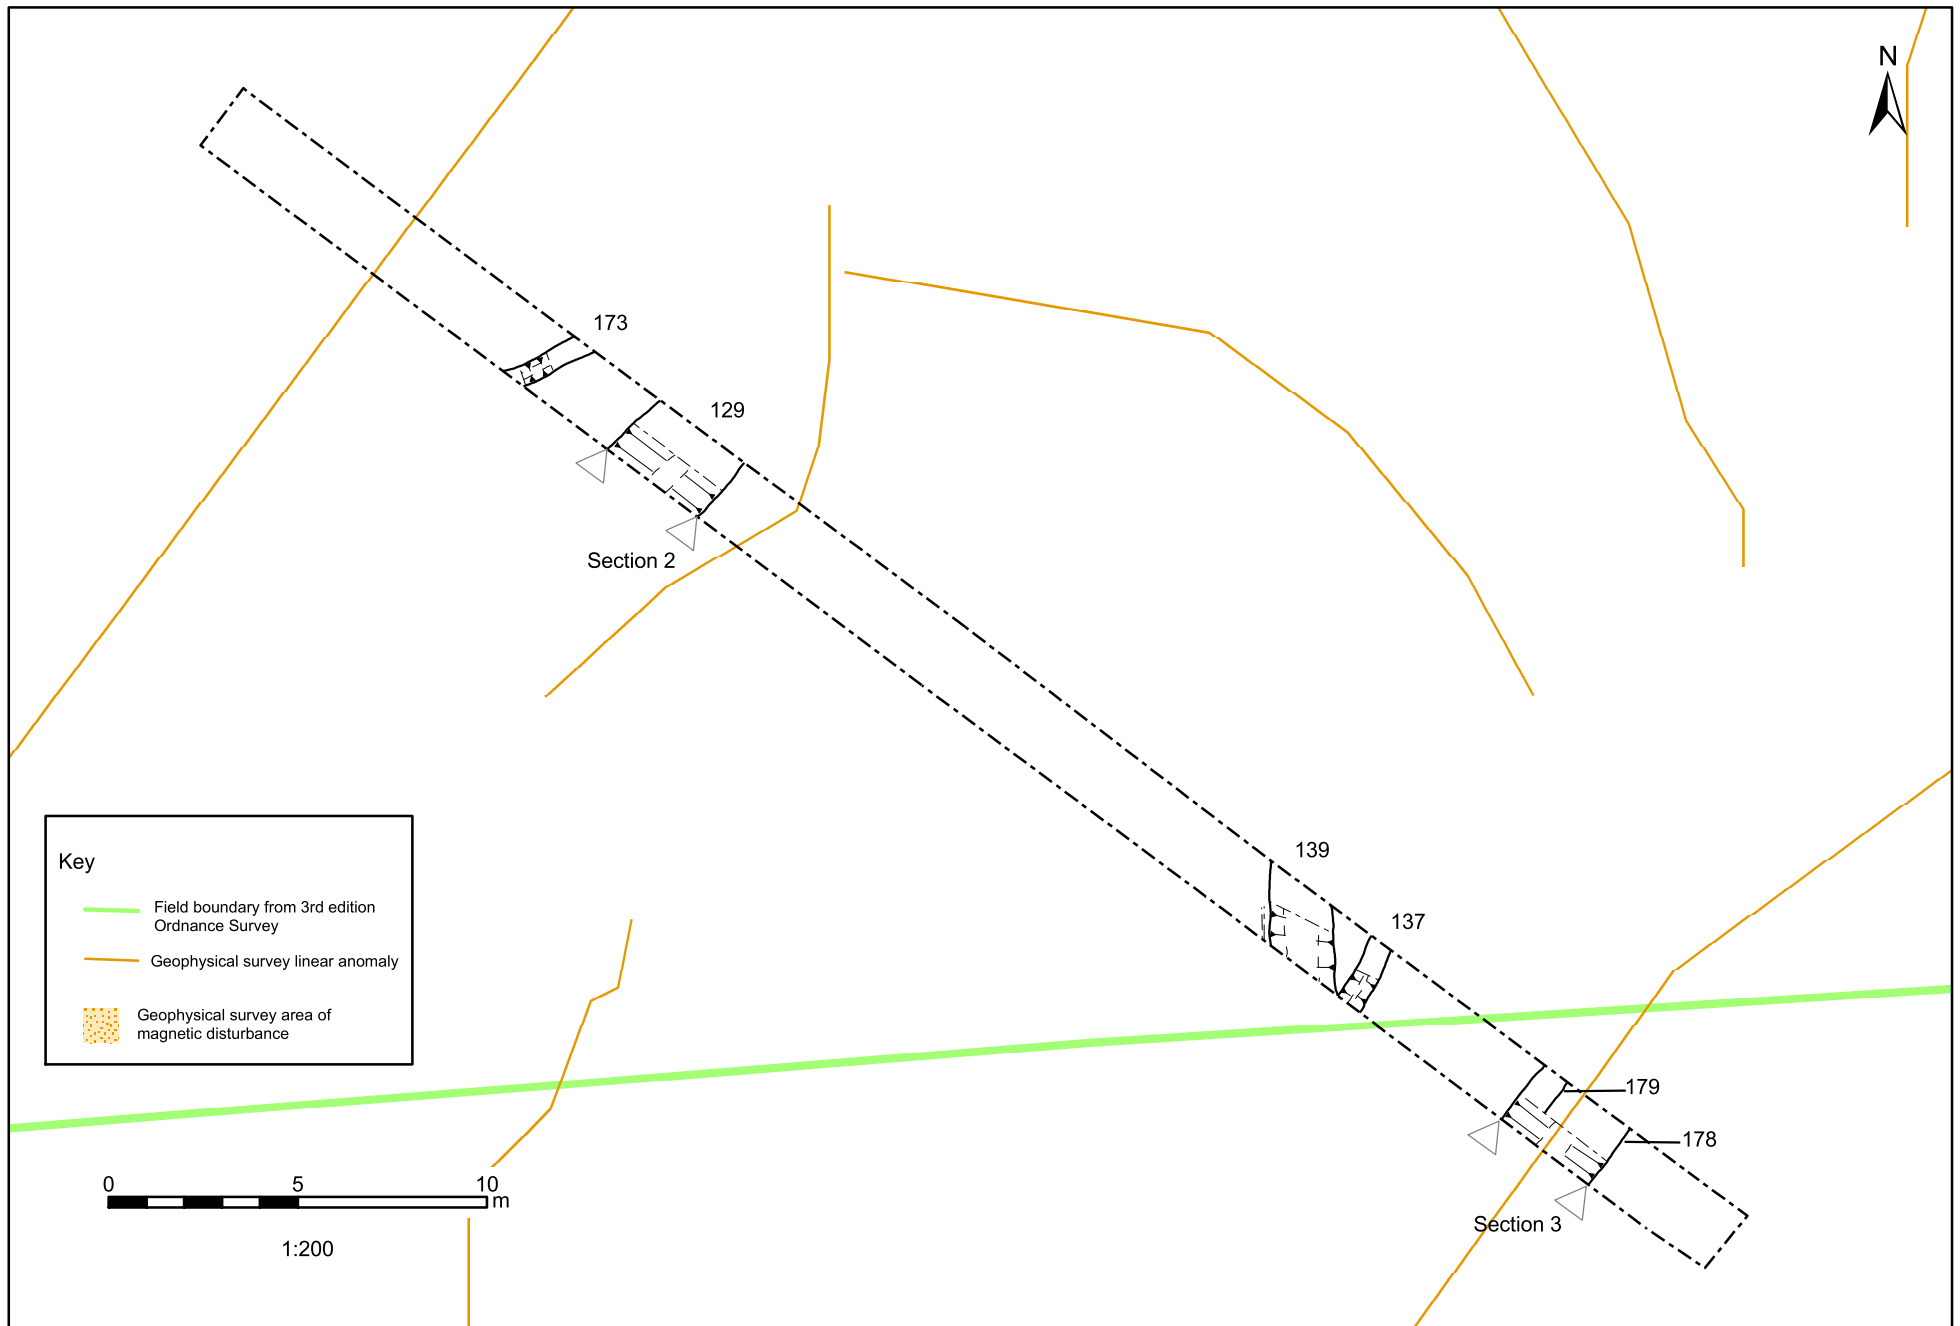 N
173
129
Section 2
139
137
179
178
Section 3
Key
Field boundary from 3rd edition
Ordnance Survey
Geophysical survey linear anomaly
Geophysical survey area of
magnetic disturbance
0 5 10
m
1:200